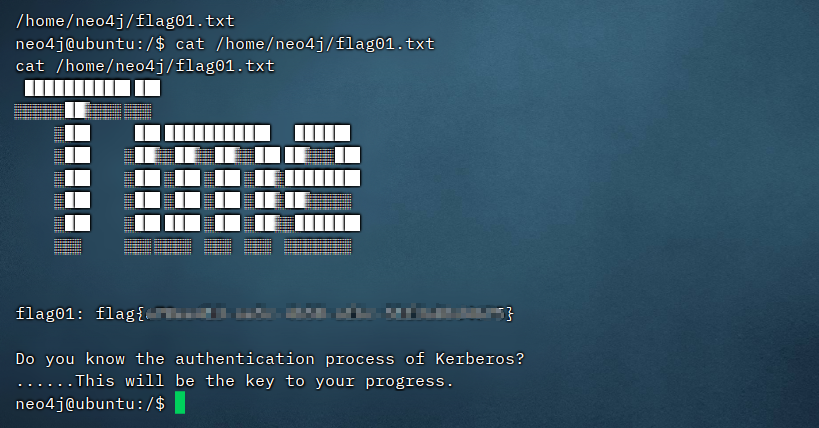 /home/neo4j/flag01.txt
neo4j@ubuntu:/$ cat /home/neo4j/flag01.txt
cat /home/neo4j/flag01.txt
Time
flag01: flag{}
Do you know the authentication process of Kerberos?
......This will be the key to your progress.
neo4j@ubuntu:/$